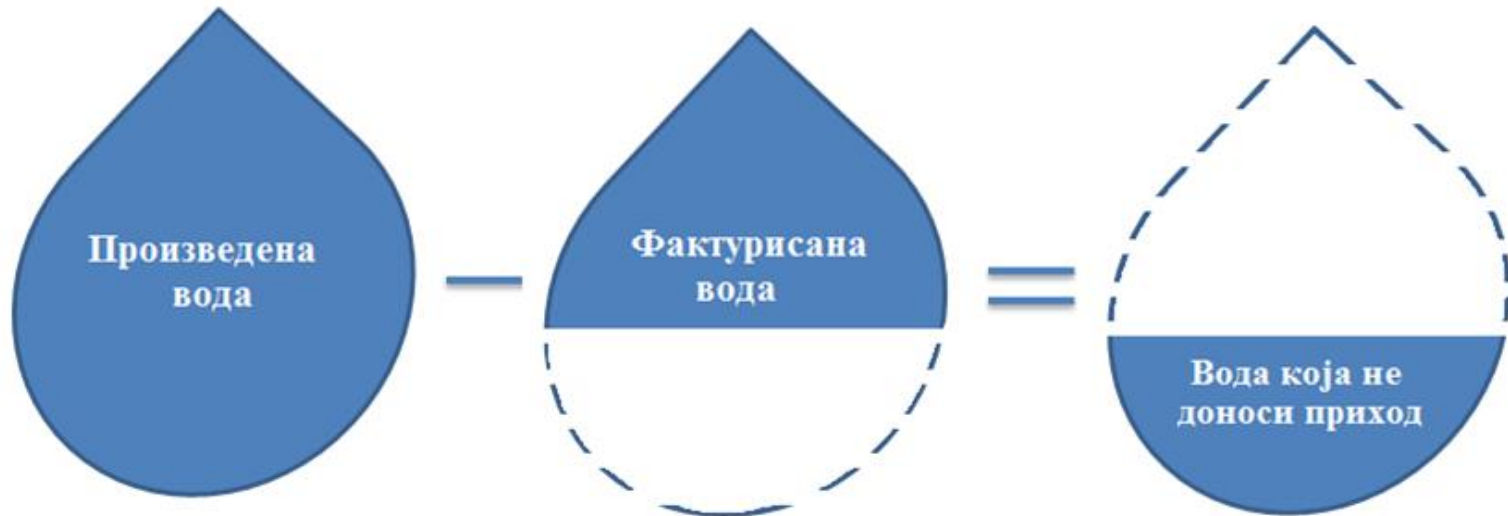 Произведена
вода
Фактурисана
вода
Вода која не
доноси приход